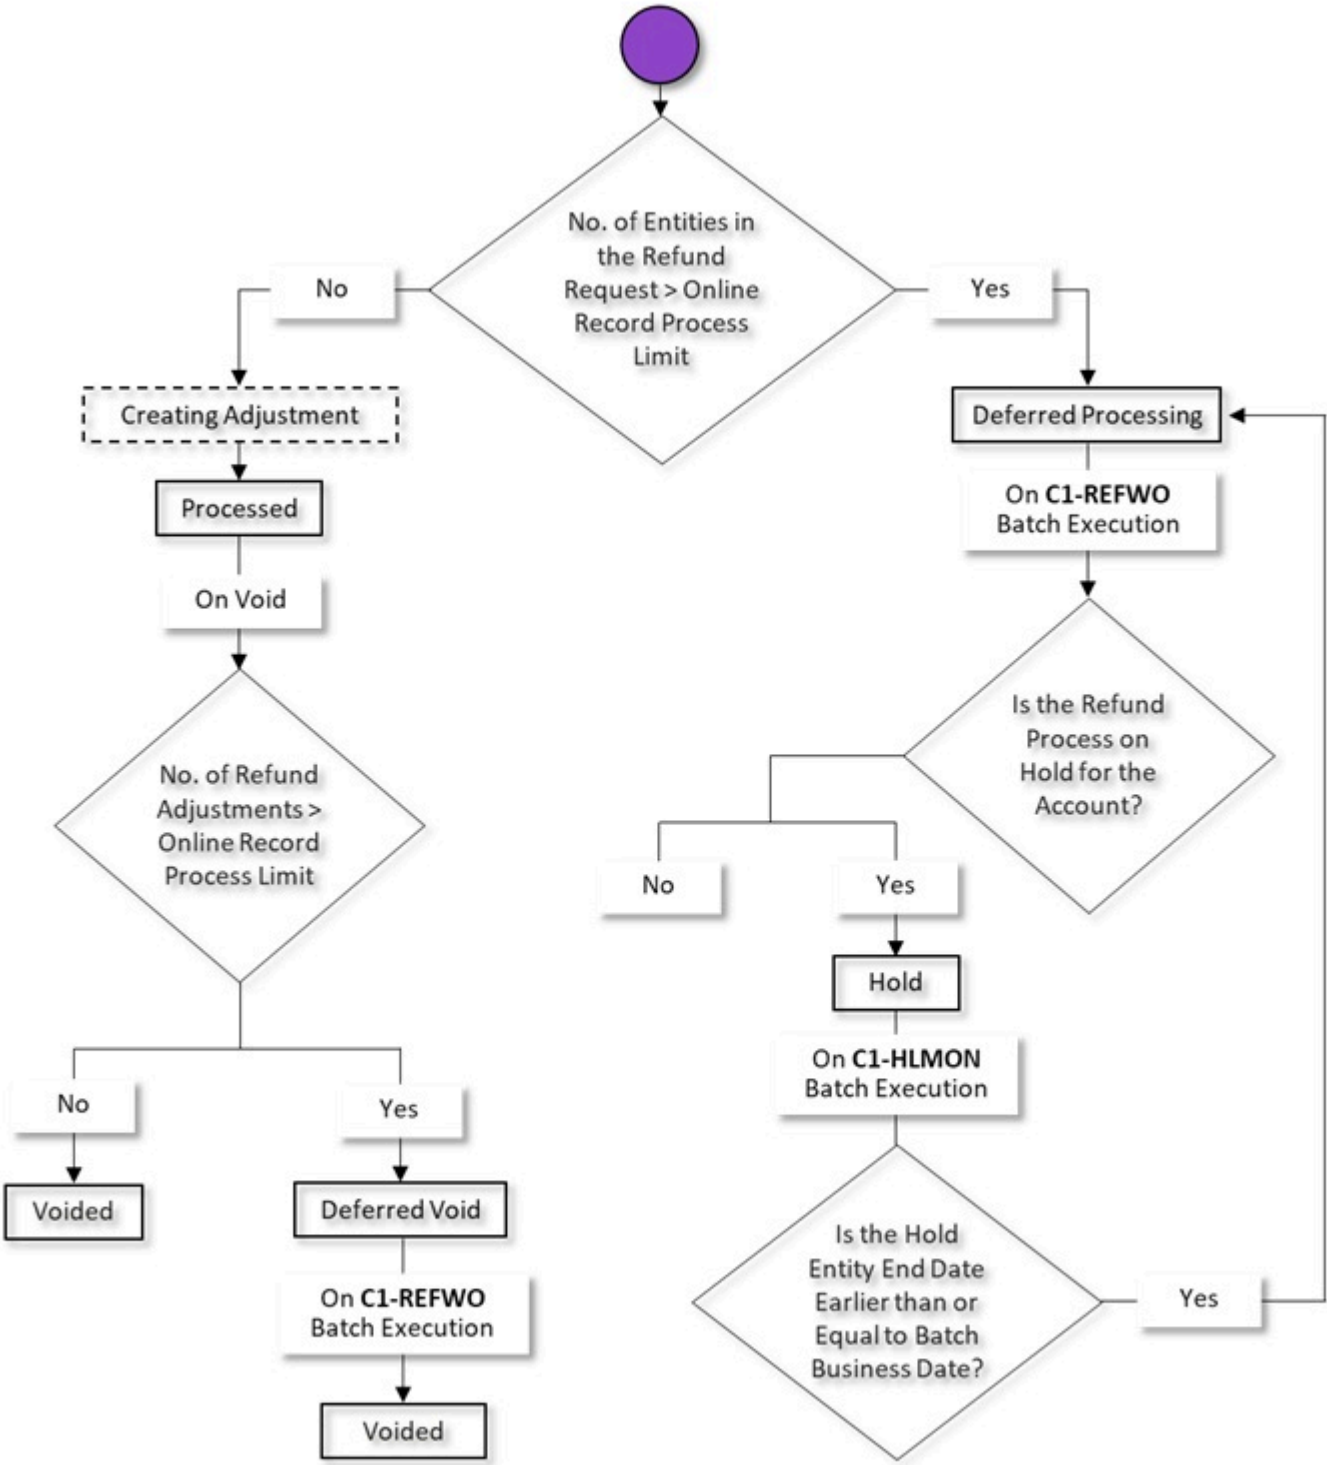 No. of Entities in
the Refund
Request > Online
Record Process
Limit
No
Yes
Creating Adjustment
Deferred Processing
Processed
On C1-REFWO
Batch Execution
On Void
Is the Refund
Process on
Hold for the
Account?
No. of Refund
Adjustments >
Online Record
Process Limit
No
Yes
Hold
On C1-HLMON
Batch Execution
No
Yes
Voided
Deferred Void
Is the Hold
Entity End Date
Earlier than or
Equal to Batch
Business Date?
Yes
On C1-REFWO
Batch Execution
Voided